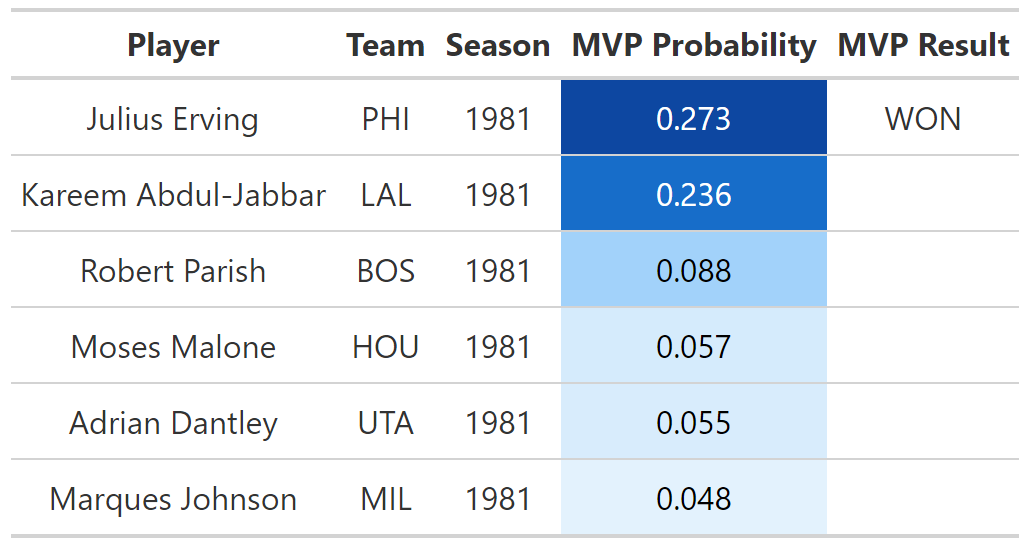 Player Team Season MVP Probability MVP Result
Julius Erving PHI 1981 0.273 WON
Kareem Abdul-Jabbar LAL 1981 0.236
Robert Parish BOS 1981 0.088
Moses Malone HOU 1981 0.057
Adrian Dantley UTA 1981 0.055
Marques Johnson MIL 1981 0.048